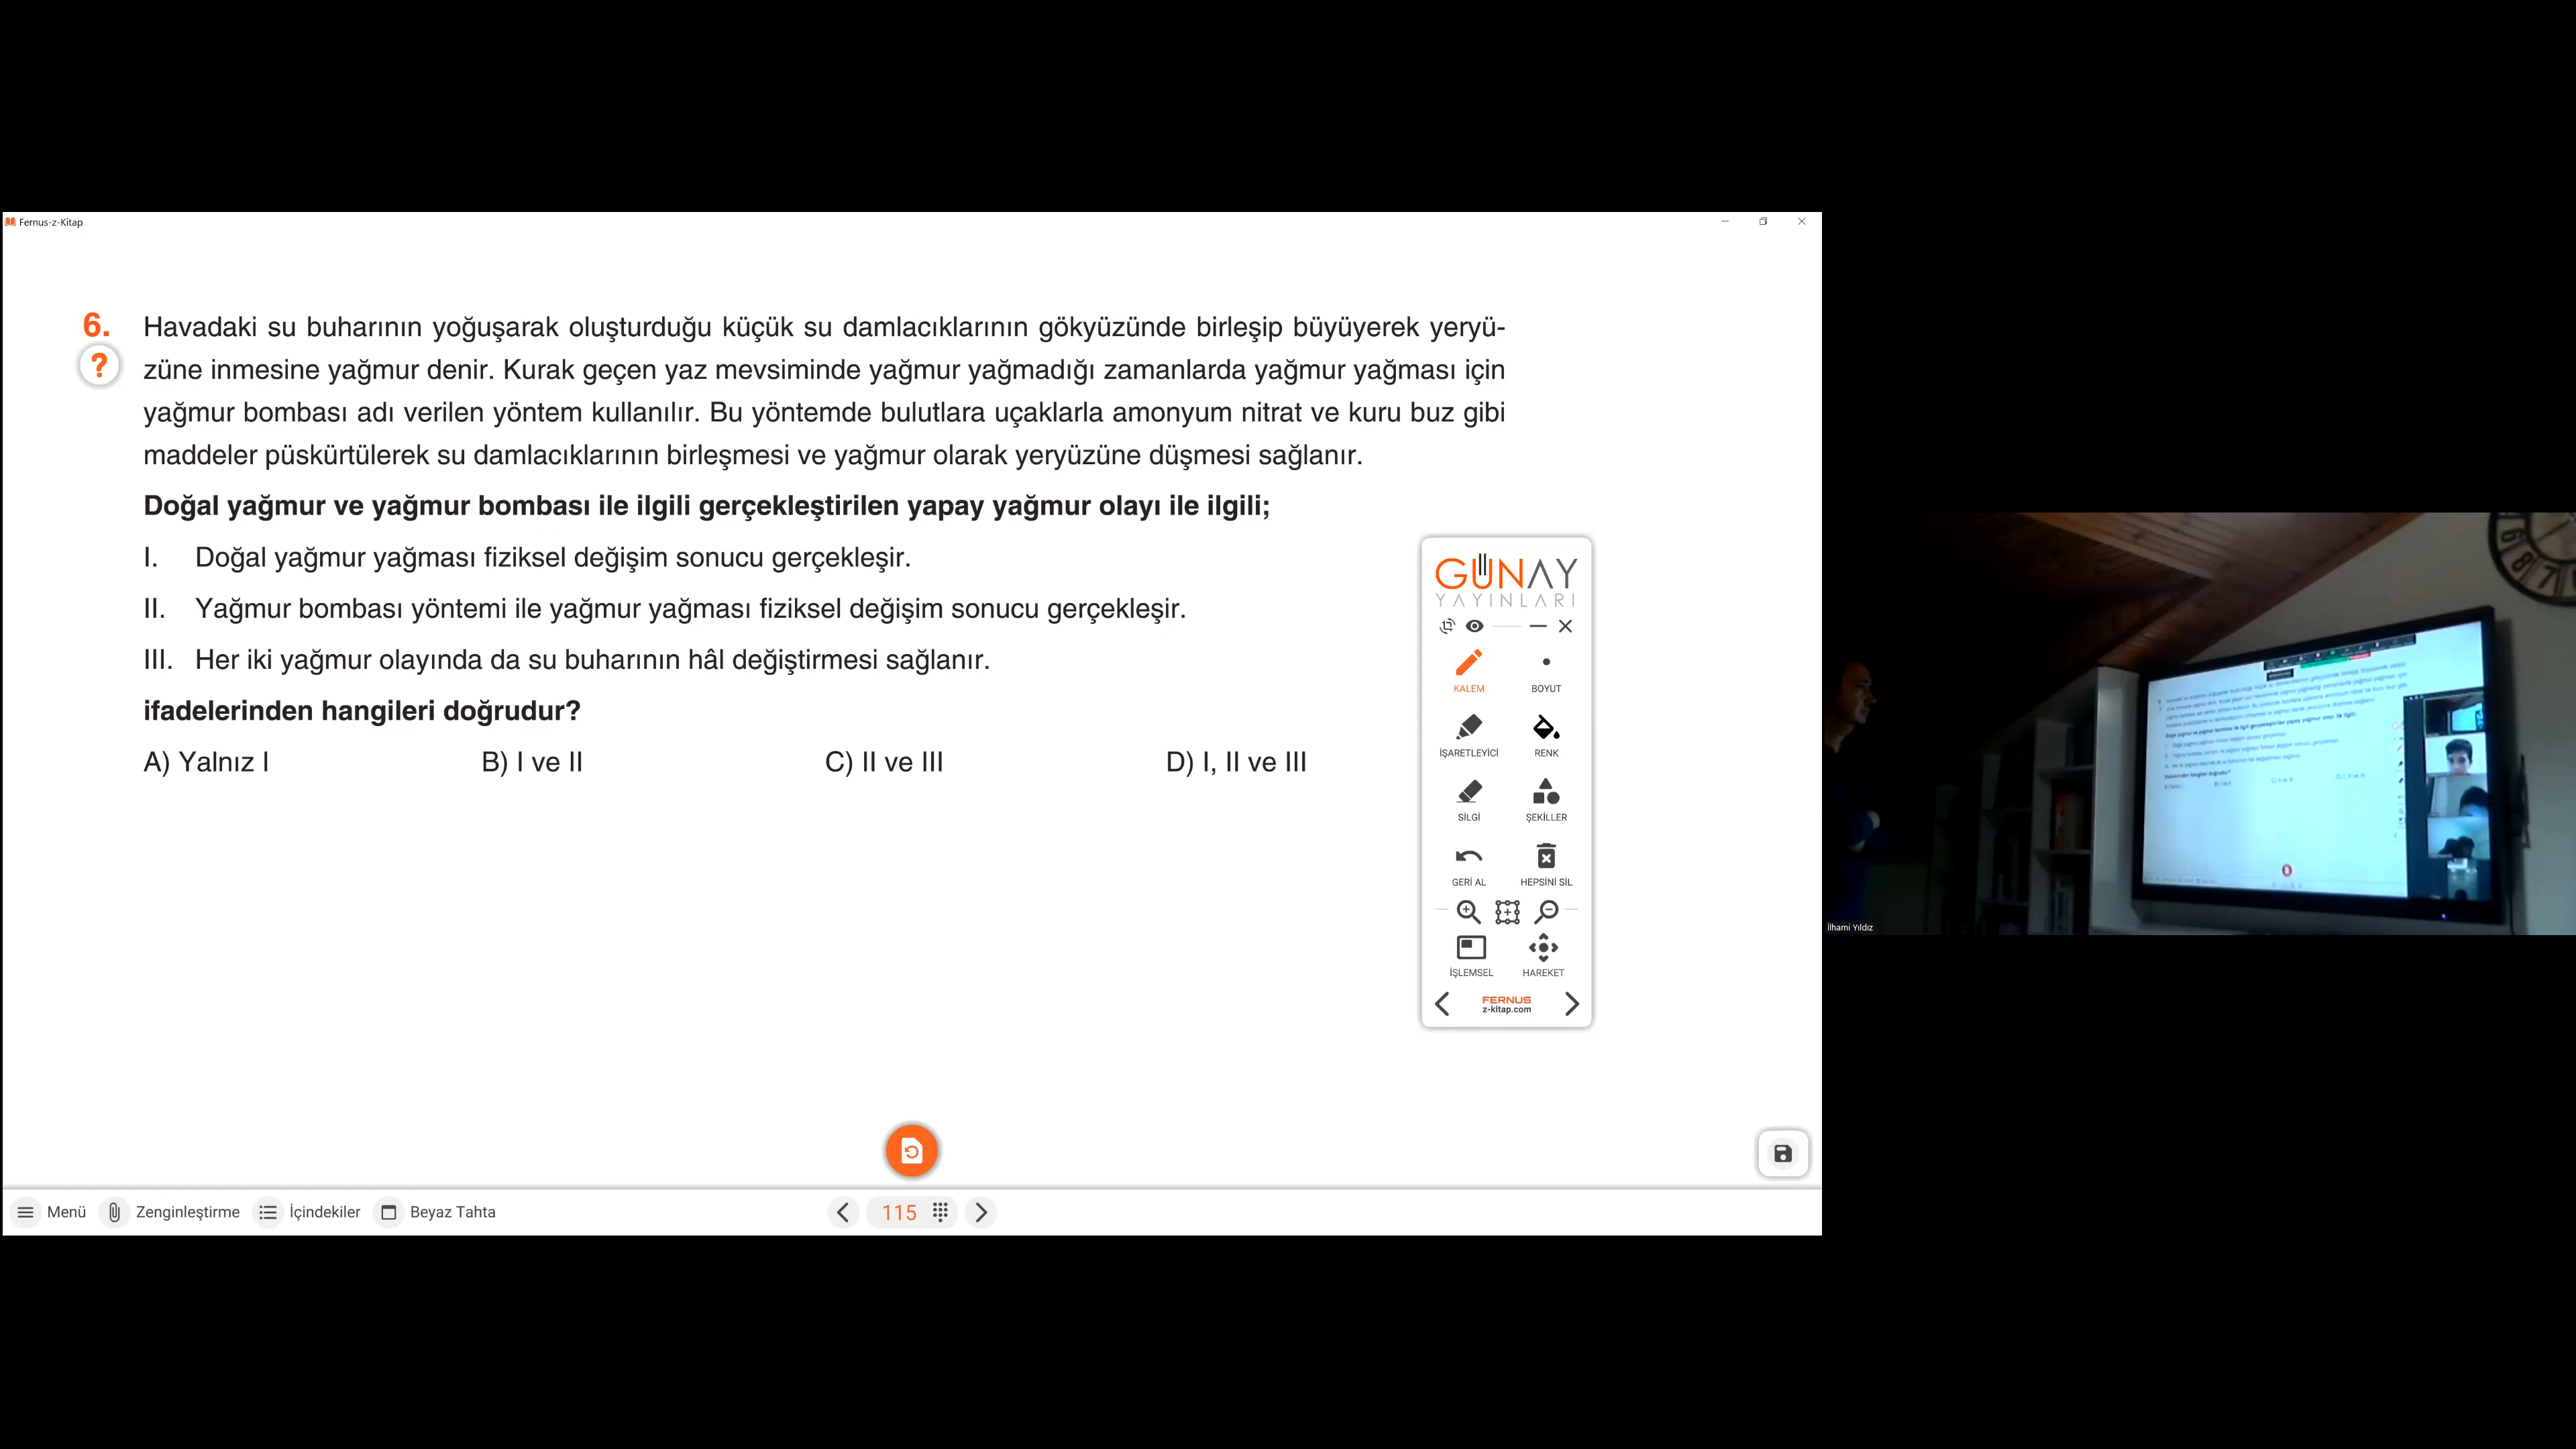 Fernus-z-Kitap
6. Havadaki su buharının yoğuşarak oluşturduğu küçük su damlacıklarının gökyüzünde birleşip büyüyerek yeryü-
? züne inmesine yağmur denir. Kurak geçen yaz mevsiminde yağmur yağmadığı zamanlarda yağmur yağması için
yağmur bombası adı verilen yöntem kullanılır. Bu yöntemde bulutlara uçaklarla amonyum nitrat ve kuru buz gibi
maddeler püskürtülerek su damlacıklarının birleşmesi ve yağmur olarak yeryüzüne düşmesi sağlanır.
Doğal yağmur ve yağmur bombası ile ilgili gerçekleştirilen yapay yağmur olayı ile ilgili;
I. Doğal yağmur yağması fiziksel değişim sonucu gerçekleşir.
II. Yağmur bombası yöntemi ile yağmur yağması fiziksel değişim sonucu gerçekleşir.
III. Her iki yağmur olayında da su buharının hâl değiştirmesi sağlanır.
ifadelerinden hangileri doğrudur?
A) Yalnız I B) I ve II C) II ve III D) I, II ve III
GÜNAY
YAYINLARI
KALEM BOYUT
İŞARETLEYİCİ RENK
SİLGİ ŞEKİLLER
GERİ AL HEPSİNİ SİL
İŞLEMSEL HAREKET
FERNUS
z-kitap.com
Menü Zenginleştirme İçindekiler Beyaz Tahta 115
İlhami Yıldız